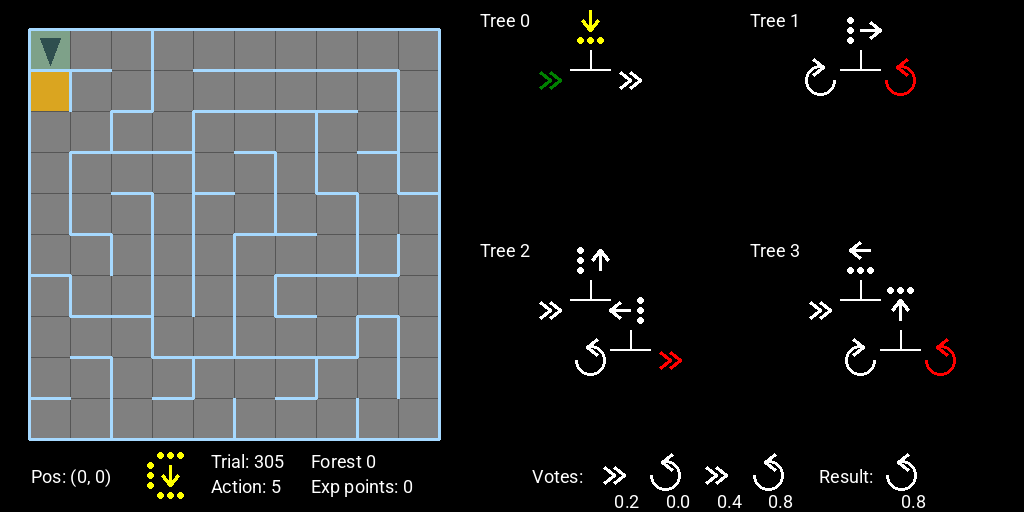 Tree 0
Tree 1
Tree 2
Tree 3
Pos: (0, 0)
Trial: 305
Forest 0
Action: 5
Exp points: 0
Votes:
0.2
0.0
0.4
0.8
Result:
0.8